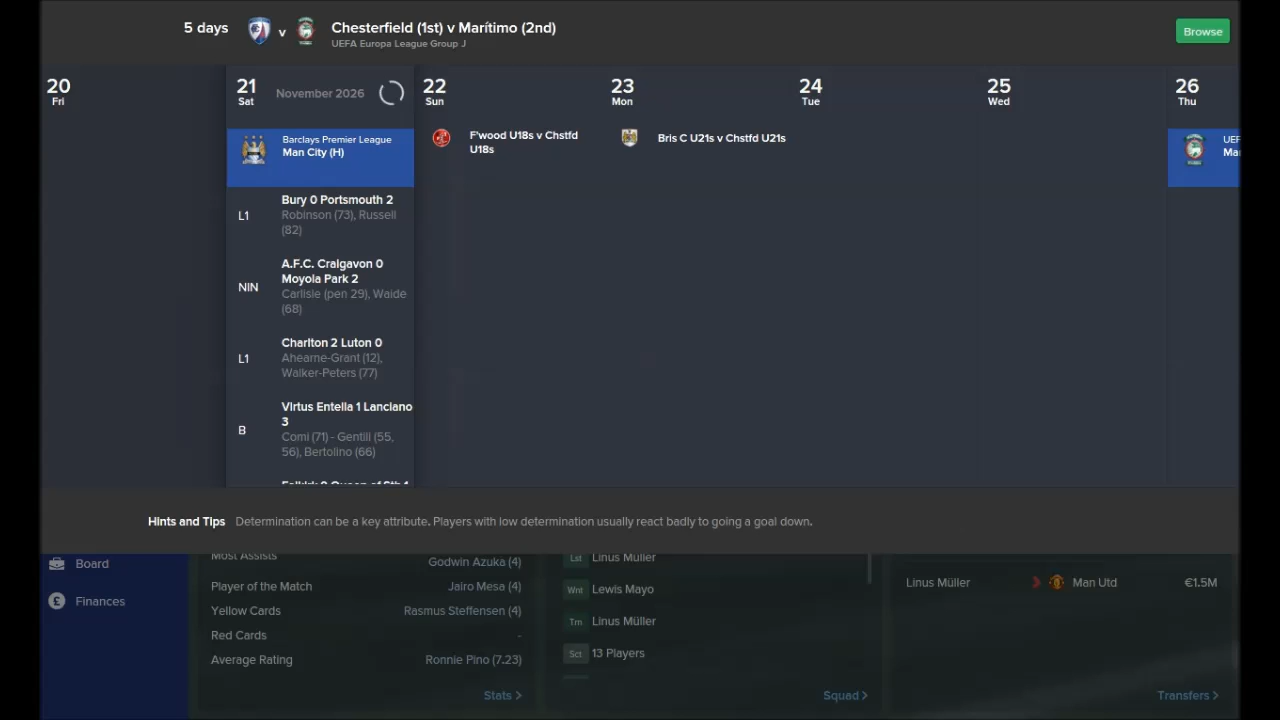 5 days
v
Chesterfield (1st) v Marítimo (2nd)
UEFA Europa League Group J
Browse
20
Fri
21
Sat
November 2026
22
Sun
23
Mon
24
Tue
25
Wed
26
Thu
Barclays Premier League
Man City (H)
F'wood U18s v Chstfd
U18s
Bris C U21s v Chstfd U21s
L1
Bury 0 Portsmouth 2
Robinson (73), Russell
(82)
NIN
A.F.C. Craigavon 0
Moyola Park 2
Carlisle (pen 29), Waide
(68)
L1
Charlton 2 Luton 0
Ahearne-Grant (12),
Walker-Peters (77)
B
Virtus Entella 1 Lanciano
3
Comi (71) - Gentili (55,
56), Bertolino (66)
Hints and Tips
Determination can be a key attribute. Players with low determination usually react badly to going a goal down.
Board
Finances
Most Assists
Godwin Azuka (4)
Player of the Match
Jairo Mesa (4)
Yellow Cards
Rasmus Steffensen (4)
Red Cards
-
Average Rating
Ronnie Pino (7.23)
Stats
Lst
Linus Müller
Wnt
Lewis Mayo
Trn
Linus Müller
Sct
13 Players
Squad
Linus Müller
Man Utd
€1.5M
Transfers